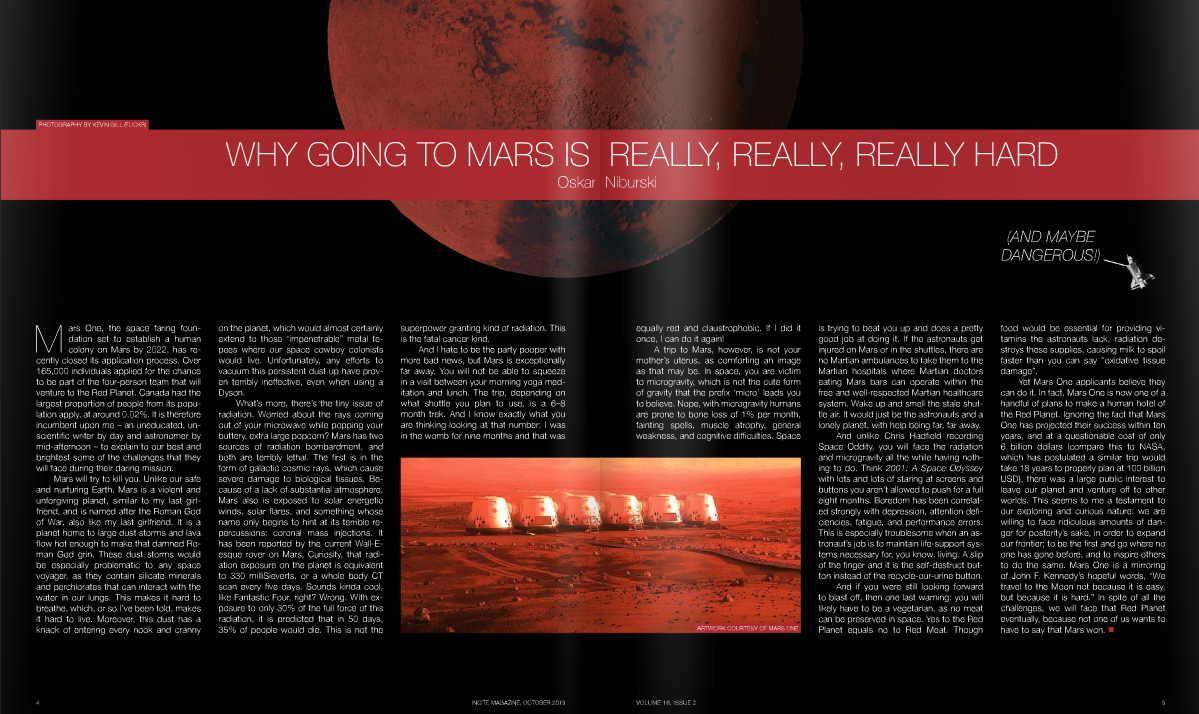 PHOTOGRAPHY BY KEVIN GILL (FLICKR)
WHY GOING TO MARS IS REALLY, REALLY, REALLY HARD
Oskar Niburski
(AND MAYBE
DANGEROUS!)
Mars One, the space faring foun-
dation set to establish a human
colony on Mars by 2022, has re-
cently closed its application process. Over
165,000 individuals applied for the chance
to be part of the four-person team that will
venture to the Red Planet. Canada had the
largest proportion of people from its popu-
lation apply, at around 0.02%. It is therefore
incumbent upon me – an uneducated, un-
scientific writer by day and astronomer by
mid-afternoon – to explain to our best and
brightest some of the challenges that they
will face during their daring mission.
Mars will try to kill you. Unlike our safe
and nurturing Earth, Mars is a violent and
unforgiving planet, similar to my last girl-
friend, and is named after the Roman God
of War, also like my last girlfriend. It is a
planet home to large dust storms and lava
flow hot enough to make that damned Ro-
man God grin. These dust storms would
be especially problematic to any space
voyager, as they contain silicate minerals
and perchlorates that can interact with the
water in our lungs. This makes it hard to
breathe, which, or so I've been told, makes
it hard to live. Moreover, this dust has a
knack of entering every nook and cranny
on the planet, which would almost certainly
extend to those “impenetrable” metal te-
pees where our space cowboy colonists
would live. Unfortunately, any efforts to
vacuum this persistent dust up have prov-
en terribly ineffective, even when using a
Dyson.
What's more, there's the tiny issue of
radiation. Worried about the rays coming
out of your microwave while popping your
buttery, extra large popcorn? Mars has two
sources of radiation bombardment, and
both are terribly lethal. The first is in the
form of galactic cosmic rays, which cause
severe damage to biological tissues. Be-
cause of a lack of substantial atmosphere,
Mars also is exposed to solar energetic
winds, solar flares, and something whose
name only begins to hint at its terrible re-
percussions: coronal mass injections. It
has been reported by the current Wall-E-
esque rover on Mars, Curiosity, that radi-
ation exposure on the planet is equivalent
to 330 milliSieverts, or a whole body CT
scan every five days. Sounds kinda cool,
like Fantastic Four, right? Wrong. With ex-
posure to only 30% of the full force of this
radiation, it is predicted that in 50 days,
35% of people would die. This is not the
superpower granting kind of radiation. This
is the fatal cancer kind.
And I hate to be the party pooper with
more bad news, but Mars is exceptionally
far away. You will not be able to squeeze
in a visit between your morning yoga med-
itation and lunch. The trip, depending on
what shuttle you plan to use, is a 6–8
month trek. And I know exactly what you
are thinking looking at that number: I was
in the womb for nine months and that was
equally red and claustrophobic. If I did it
once, I can do it again!
A trip to Mars, however, is not your
mother's uterus, as comforting an image
as that may be. In space, you are victim
to microgravity, which is not the cute form
of gravity that the prefix ‘micro’ leads you
to believe. Nope, with microgravity humans
are prone to bone loss of 1% per month,
fainting spells, muscle atrophy, general
weakness, and cognitive difficulties. Space
ARTWORK COURTESY OF MARS ONE
is trying to beat you up and does a pretty
good job at doing it. If the astronauts get
injured on Mars or in the shuttles, there are
no Martian ambulances to take them to the
Martian hospitals where Martian doctors
eating Mars bars can operate within the
free and well-respected Martian healthcare
system. Wake up and smell the stale shut-
tle air. It would just be the astronauts and a
lonely planet, with help being far, far away.
And unlike Chris Hadfield recording
Space Oddity, you will face the radiation
and microgravity all the while having noth-
ing to do. Think 2001: A Space Odyssey
with lots and lots of staring at screens and
buttons you aren't allowed to push for a full
eight months. Boredom has been correlat-
ed strongly with depression, attention defi-
ciencies, fatigue, and performance errors.
This is especially troublesome when an as-
tronaut's job is to maintain life-support sys-
tems necessary for, you know, living. A slip
of the finger and it is the self-destruct but-
ton instead of the recycle-our-urine button.
And if you were still looking forward
to blast off, then one last warning: you will
likely have to be a vegetarian, as no meat
can be preserved in space. Yes to the Red
Planet equals no to Red Meat. Though
food would be essential for providing vi-
tamins the astronauts lack, radiation de-
stroys these supplies, causing milk to spoil
faster than you can say “oxidative tissue
damage”.
Yet Mars One applicants believe they
can do it. In fact, Mars One is now one of a
handful of plans to make a human hotel of
the Red Planet. Ignoring the fact that Mars
One has projected their success within ten
years, and at a questionable cost of only
6 billion dollars (compare this to NASA,
which has postulated a similar trip would
take 18 years to properly plan at 100 billion
USD), there was a large public interest to
leave our planet and venture off to other
worlds. This seems to me a testament to
our exploring and curious nature: we are
willing to face ridiculous amounts of dan-
ger for posterity's sake, in order to expand
our frontier; to be the first and go where no
one has gone before, and to inspire others
to do the same. Mars One is a mirroring
of John F. Kennedy's hopeful words, “We
travel to the Moon not because it is easy,
but because it is hard.” In spite of all the
challenges, we will face that Red Planet
eventually, because not one of us wants to
have to say that Mars won.
4
INCITE MAGAZINE, OCTOBER 2013
VOLUME 16, ISSUE 2
5